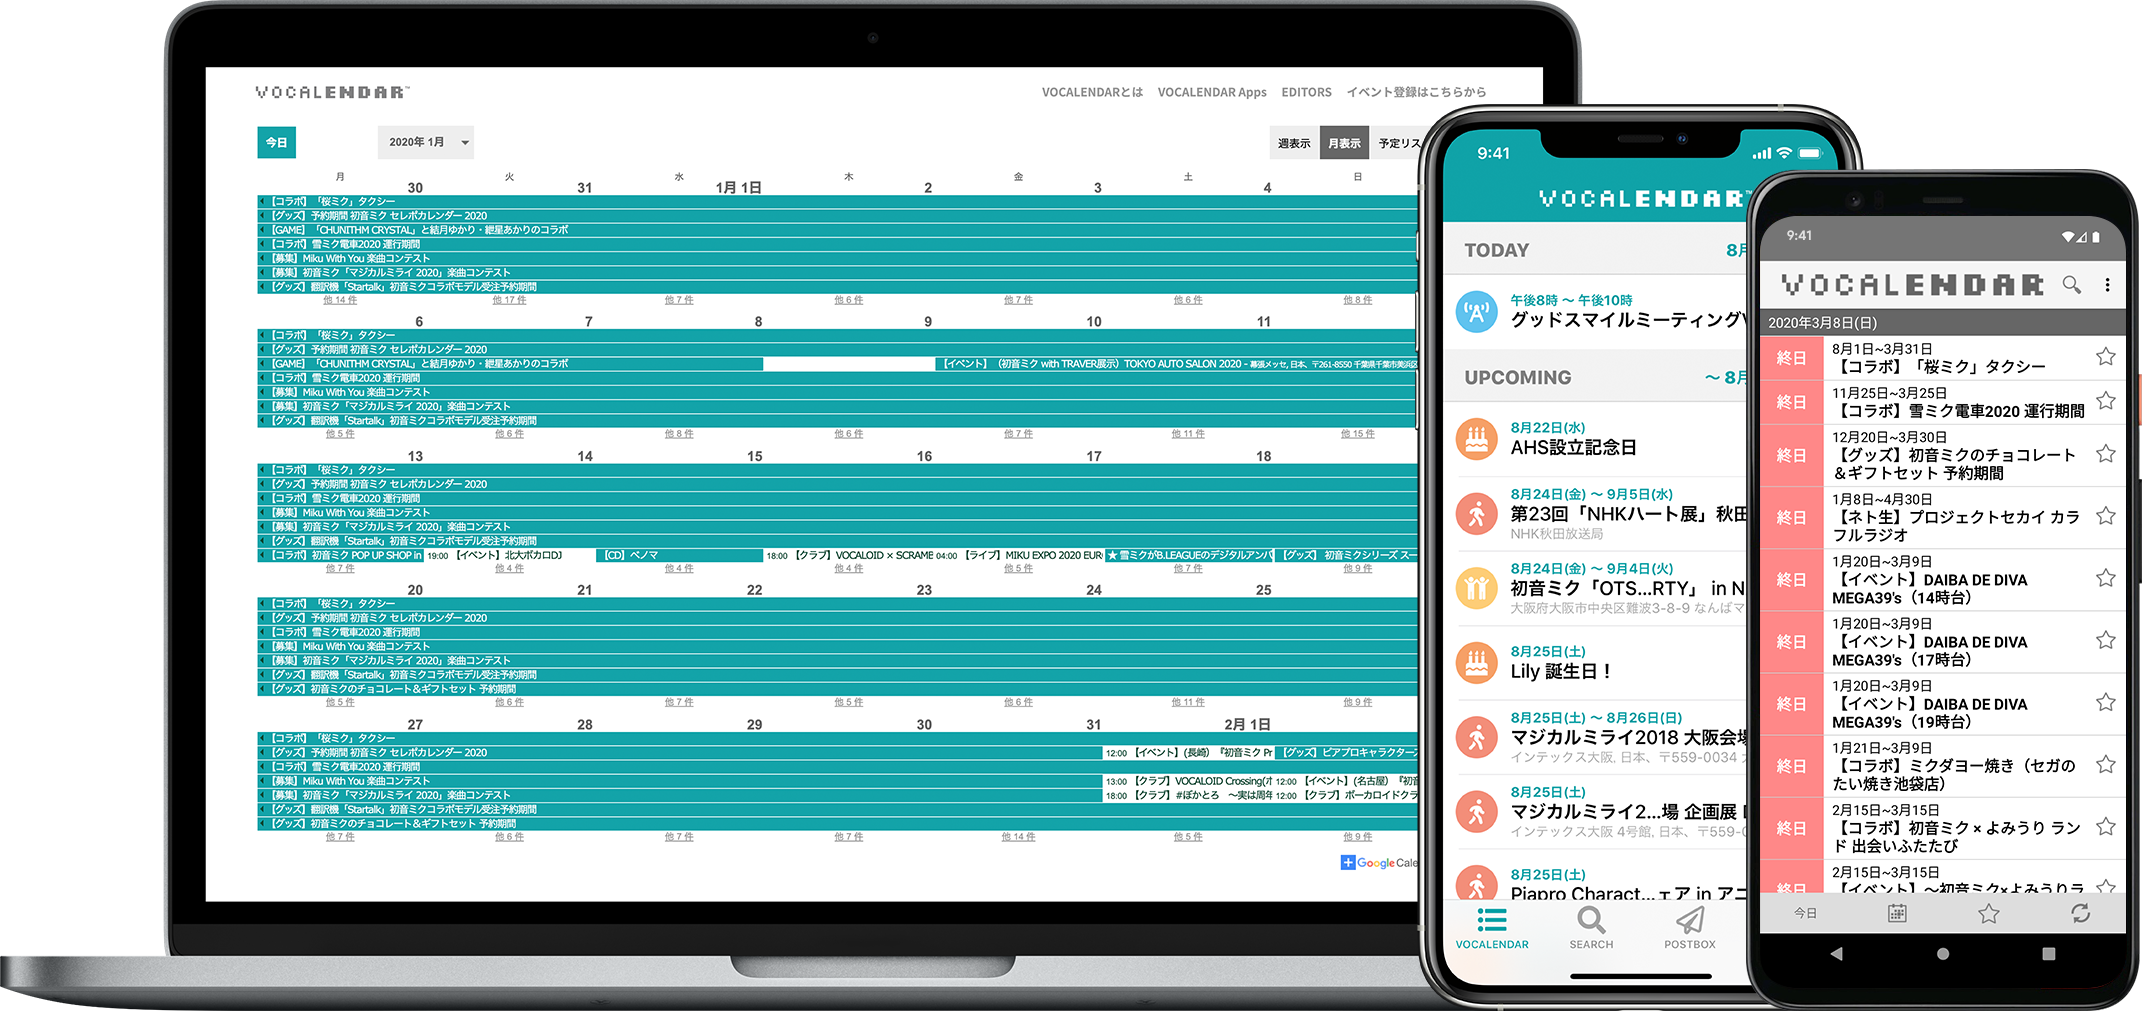 VOCALENDAR™
VOCALENDARとは VOCALENDAR Apps EDITORS イベント登録はこちらから
今日 2020年 1月 週表示 月表示 予定リス
月 火 水 木 金 土 日
30 31 1月 1日 2 3 4
【コラボ】「桜ミク」タクシー
【グッズ】予約期間 初音ミク セレボカレンダー 2020
【GAME】「CHUNITHM CRYSTAL」と結月ゆかり・紲星あかりのコラボ
【コラボ】雪ミク電車2020 運行期間
【募集】Miku With You 楽曲コンテスト
【募集】初音ミク「マジカルミライ 2020」楽曲コンテスト
【グッズ】翻訳機「Startalk」初音ミクコラボモデル受注予約期間
他 14 件 他 17 件 他 7 件 他 6 件 他 7 件 他 6 件 他 8 件
6 7 8 9 10 11
【コラボ】「桜ミク」タクシー
【グッズ】予約期間 初音ミク セレボカレンダー 2020
【GAME】「CHUNITHM CRYSTAL」と結月ゆかり・紲星あかりのコラボ 【イベント】（初音ミク with TRAVER展示）TOKYO AUTO SALON 2020 - 幕張メッセ, 日本、〒261-8550 千葉県千葉市美浜区
【コラボ】雪ミク電車2020 運行期間
【募集】Miku With You 楽曲コンテスト
【募集】初音ミク「マジカルミライ 2020」楽曲コンテスト
【グッズ】翻訳機「Startalk」初音ミクコラボモデル受注予約期間
他 5 件 他 6 件 他 8 件 他 6 件 他 7 件 他 11 件 他 15 件
13 14 15 16 17 18
【コラボ】「桜ミク」タクシー
【グッズ】予約期間 初音ミク セレボカレンダー 2020
【コラボ】雪ミク電車2020 運行期間
【募集】Miku With You 楽曲コンテスト
【募集】初音ミク「マジカルミライ 2020」楽曲コンテスト
【グッズ】翻訳機「Startalk」初音ミクコラボモデル受注予約期間
【コラボ】初音ミク POP UP SHOP in 19:00 【イベント】北大ボカロDJ 【CD】ベノマ 18:00 【クラブ】VOCALOID × SCRAME 04:00 【ライブ】MIKU EXPO 2020 EUR ★雪ミクがB.LEAGUEのデジタルアンバ 【グッズ】 初音ミクシリーズ スー
他 7 件 他 4 件 他 4 件 他 4 件 他 5 件 他 7 件 他 9 件
20 21 22 23 24 25
【コラボ】「桜ミク」タクシー
【グッズ】予約期間 初音ミク セレボカレンダー 2020
【コラボ】雪ミク電車2020 運行期間
【募集】Miku With You 楽曲コンテスト
【募集】初音ミク「マジカルミライ 2020」楽曲コンテスト
【グッズ】翻訳機「Startalk」初音ミクコラボモデル受注予約期間
【グッズ】初音ミクのチョコレート＆ギフトセット 予約期間
他 5 件 他 6 件 他 7 件 他 5 件 他 6 件 他 11 件 他 9 件
27 28 29 30 31 2月 1日
【コラボ】「桜ミク」タクシー
【グッズ】予約期間 初音ミク セレボカレンダー 2020 12:00 【イベント】(長崎) 『初音ミク Pr 【グッズ】ピアプロキャラクターズ
【コラボ】雪ミク電車2020 運行期間
【募集】Miku With You 楽曲コンテスト 13:00 【クラブ】VOCALOID Crossing(オ 12:00 【イベント】(名古屋) 『初音
【募集】初音ミク「マジカルミライ 2020」楽曲コンテスト 18:00 【クラブ】#ぼかとろ ～実は周年 12:00 【クラブ】ボーカロイドクラ
【グッズ】翻訳機「Startalk」初音ミクコラボモデル受注予約期間
【グッズ】初音ミクのチョコレート＆ギフトセット 予約期間
他 7 件 他 6 件 他 7 件 他 7 件 他 14 件 他 5 件 他 9 件
Google Cale
9:41
VOCALENDAR™
TODAY 8月
午後8時 ～ 午後10時
グッドスマイルミーティング
UPCOMING ～ 8月
8月22日(水)
AHS設立記念日
8月24日(金) ～ 9月5日(水)
第23回「NHKハート展」秋田
NHK秋田放送局
8月24日(金) ～ 9月4日(火)
初音ミク「OTS...RTY」 in N
大阪府大阪市中央区難波3-8-9 なんばマ
8月25日(土)
Lily 誕生日！
8月25日(土) ～ 8月26日(日)
マジカルミライ2018 大阪会場
インテックス大阪, 日本、〒559-0034
8月25日(土)
マジカルミライ2...場 企画展
インテックス大阪 4号館, 日本、〒559-0
8月25日(土)
Piapro Charact...ェア in アニ
VOCALENDAR SEARCH POSTBOX
9:41
VOCALENDAR
2020年3月8日(日)
終日 8月1日~3月31日
【コラボ】「桜ミク」タクシー
終日 11月25日~3月25日
【コラボ】雪ミク電車2020 運行期間
終日 12月20日~3月30日
【グッズ】初音ミクのチョコレート
＆ギフトセット 予約期間
終日 1月8日~4月30日
【ネト生】プロジェクトセカイ カラ
フルラジオ
終日 1月20日~3月9日
【イベント】DAIBA DE DIVA
MEGA39's（14時台）
終日 1月20日~3月9日
【イベント】DAIBA DE DIVA
MEGA39's（17時台）
終日 1月20日~3月9日
【イベント】DAIBA DE DIVA
MEGA39's（19時台）
終日 1月21日~3月9日
【コラボ】ミクダヨー焼き（セガの
たい焼き池袋店）
終日 2月15日~3月15日
【コラボ】初音ミク × よみうり ラン
ド 出会いふたたび
終日 2月15日~3月15日
【イベント】～初音ミク×よみうりラ
今日